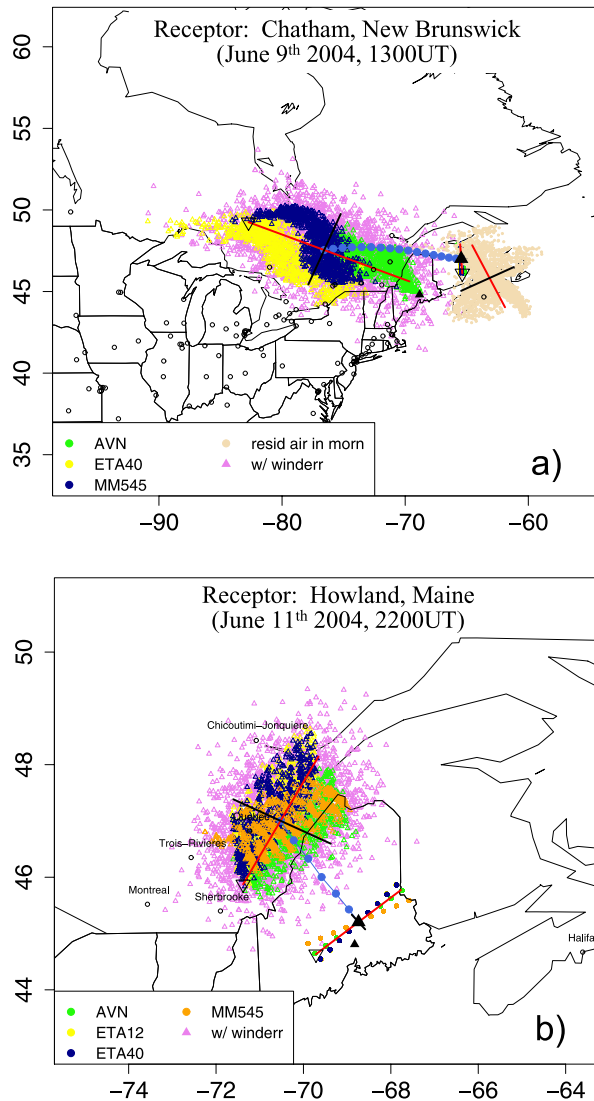 Receptor: Chatham, New Brunswick
(June 9th 2004, 1300UT)
60
55
50
45
40
35
AVN
ETA40
MM545
resid air in morn
w/ winderr
a)
−90
−80
−70
−60
Receptor: Howland, Maine
(June 11th 2004, 2200UT)
50
48
46
44
Chicoutimi−Jonquiere
Quebec
Trois−Rivieres
Montreal
Sherbrooke
Halifa
AVN
ETA12
ETA40
MM545
w/ winderr
b)
−74
−72
−70
−68
−66
−64